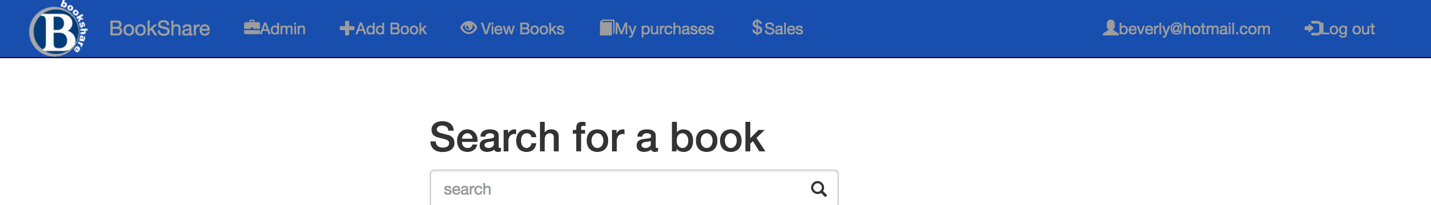 bookshare
B
BookShare Admin Add Book View Books My purchases $ Sales beverly@hotmail.com Log out
Search for a book
search